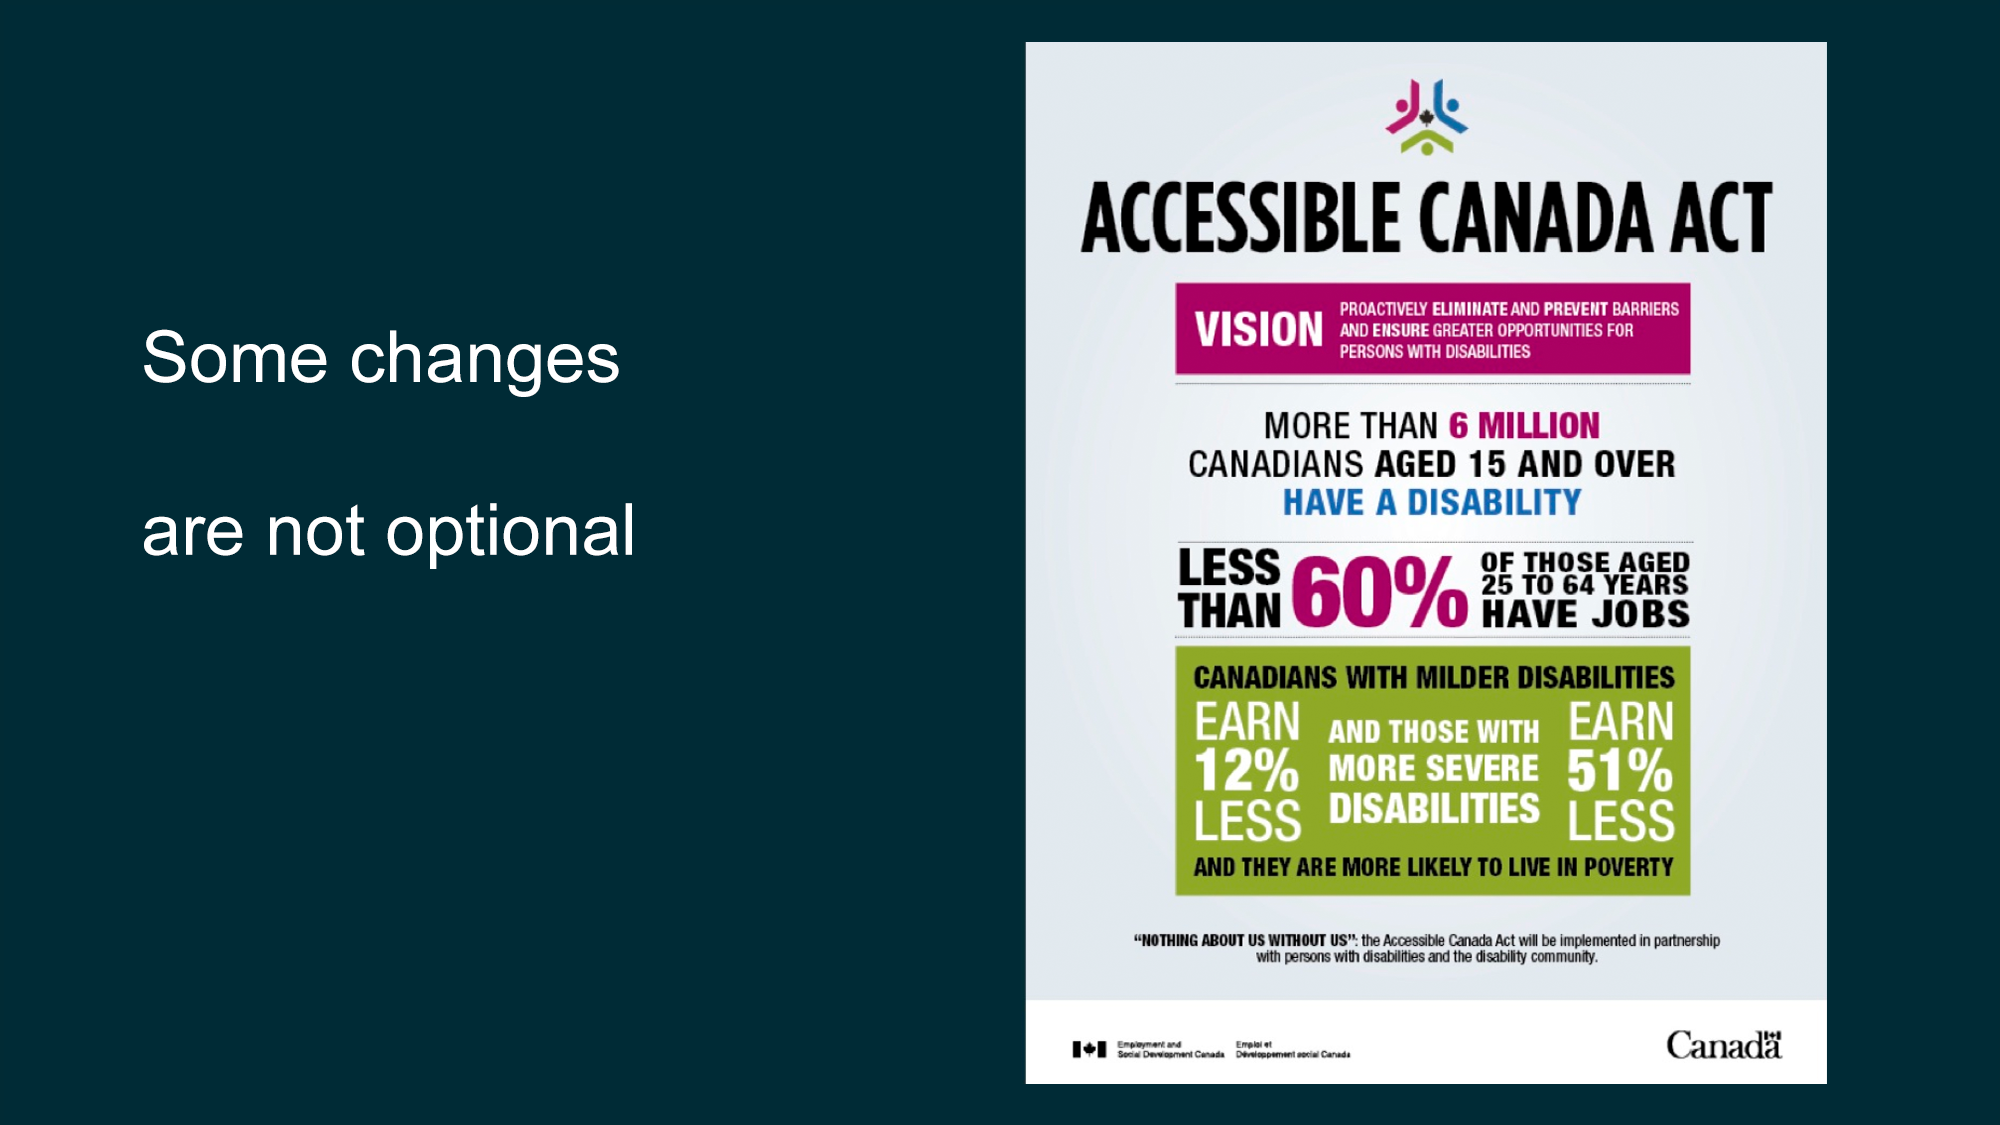 Some changes
are not optional
ACCESSIBLE CANADA ACT
VISION
PROACTIVELY ELIMINATE AND PREVENT BARRIERS
AND ENSURE GREATER OPPORTUNITIES FOR
PERSONS WITH DISABILITIES
MORE THAN 6 MILLION
CANADIANS AGED 15 AND OVER
HAVE A DISABILITY
LESS
THAN
60%
OF THOSE AGED
25 TO 64 YEARS
HAVE JOBS
CANADIANS WITH MILDER DISABILITIES
EARN
12%
LESS
AND THOSE WITH
MORE SEVERE
DISABILITIES
EARN
51%
LESS
AND THEY ARE MORE LIKELY TO LIVE IN POVERTY
“NOTHING ABOUT US WITHOUT US”: the Accessible Canada Act will be implemented in partnership
with persons with disabilities and the disability community.
Employment and
Social Development Canada
Emploi et
Développement social Canada
Canada